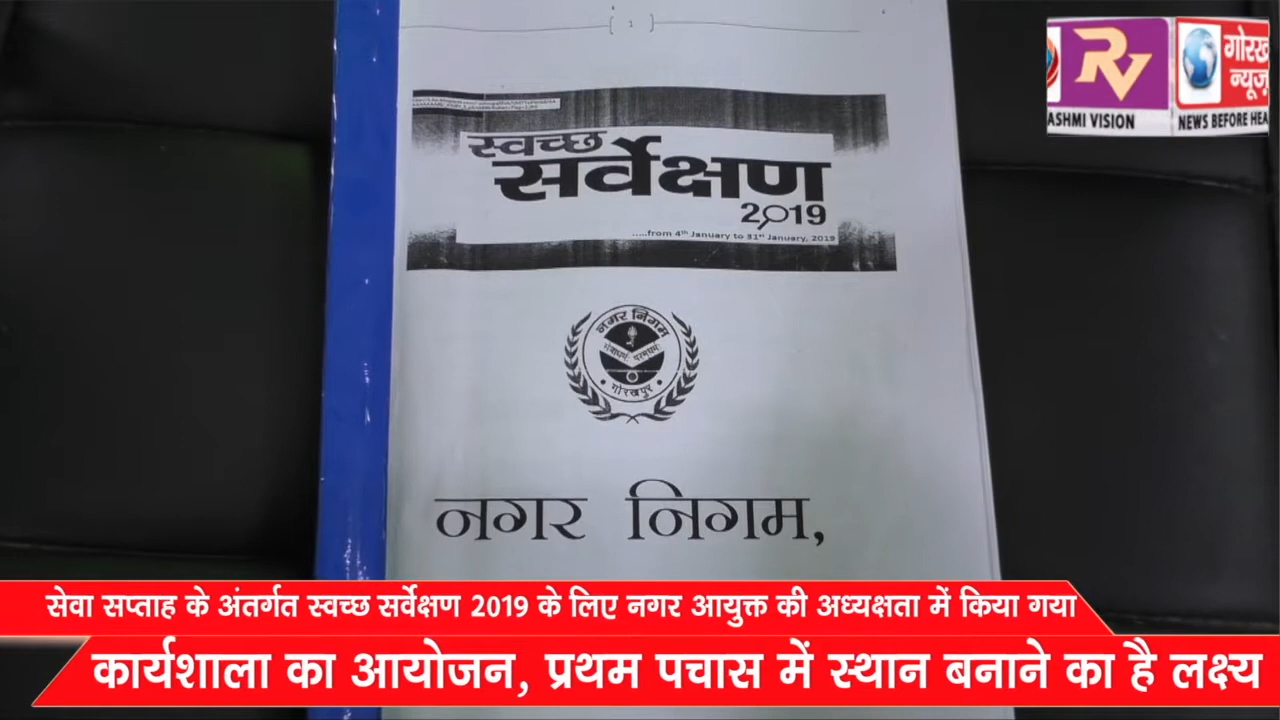 [ 1 ]
स्वच्छ
सर्वेक्षण
2019
.....from 4th January to 31st January, 2019
नगर निगम
गोरखपुर
नगर निगम,
RV
ASHMI VISION
गोरख
न्यूज़
NEWS BEFORE HEA
सेवा सप्ताह के अंतर्गत स्वच्छ सर्वेक्षण 2019 के लिए नगर आयुक्त की अध्यक्षता में किया गया
कार्यशाला का आयोजन, प्रथम पचास में स्थान बनाने का है लक्ष्य